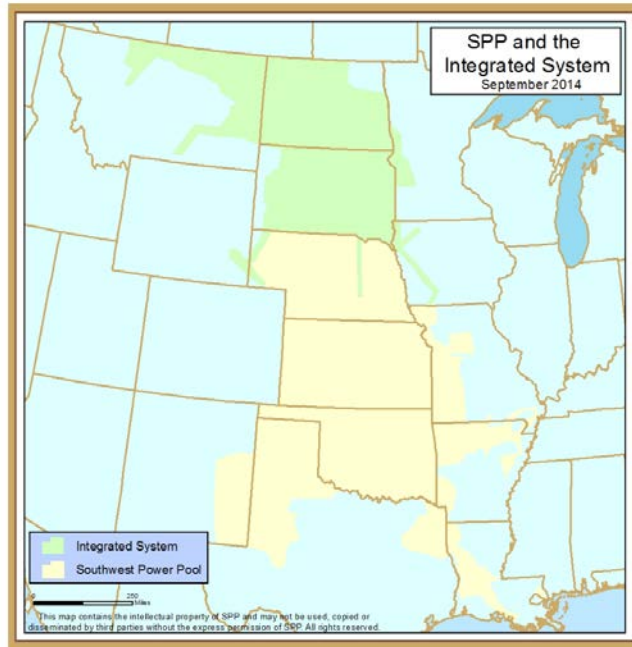 SPP and the
Integrated System
September 2014
Integrated System
Southwest Power Pool
0
250
Miles
This map contains the intellectual property of SPP and may not be used, copied or
disseminated by third parties without the express permission of SPP. All rights reserved.